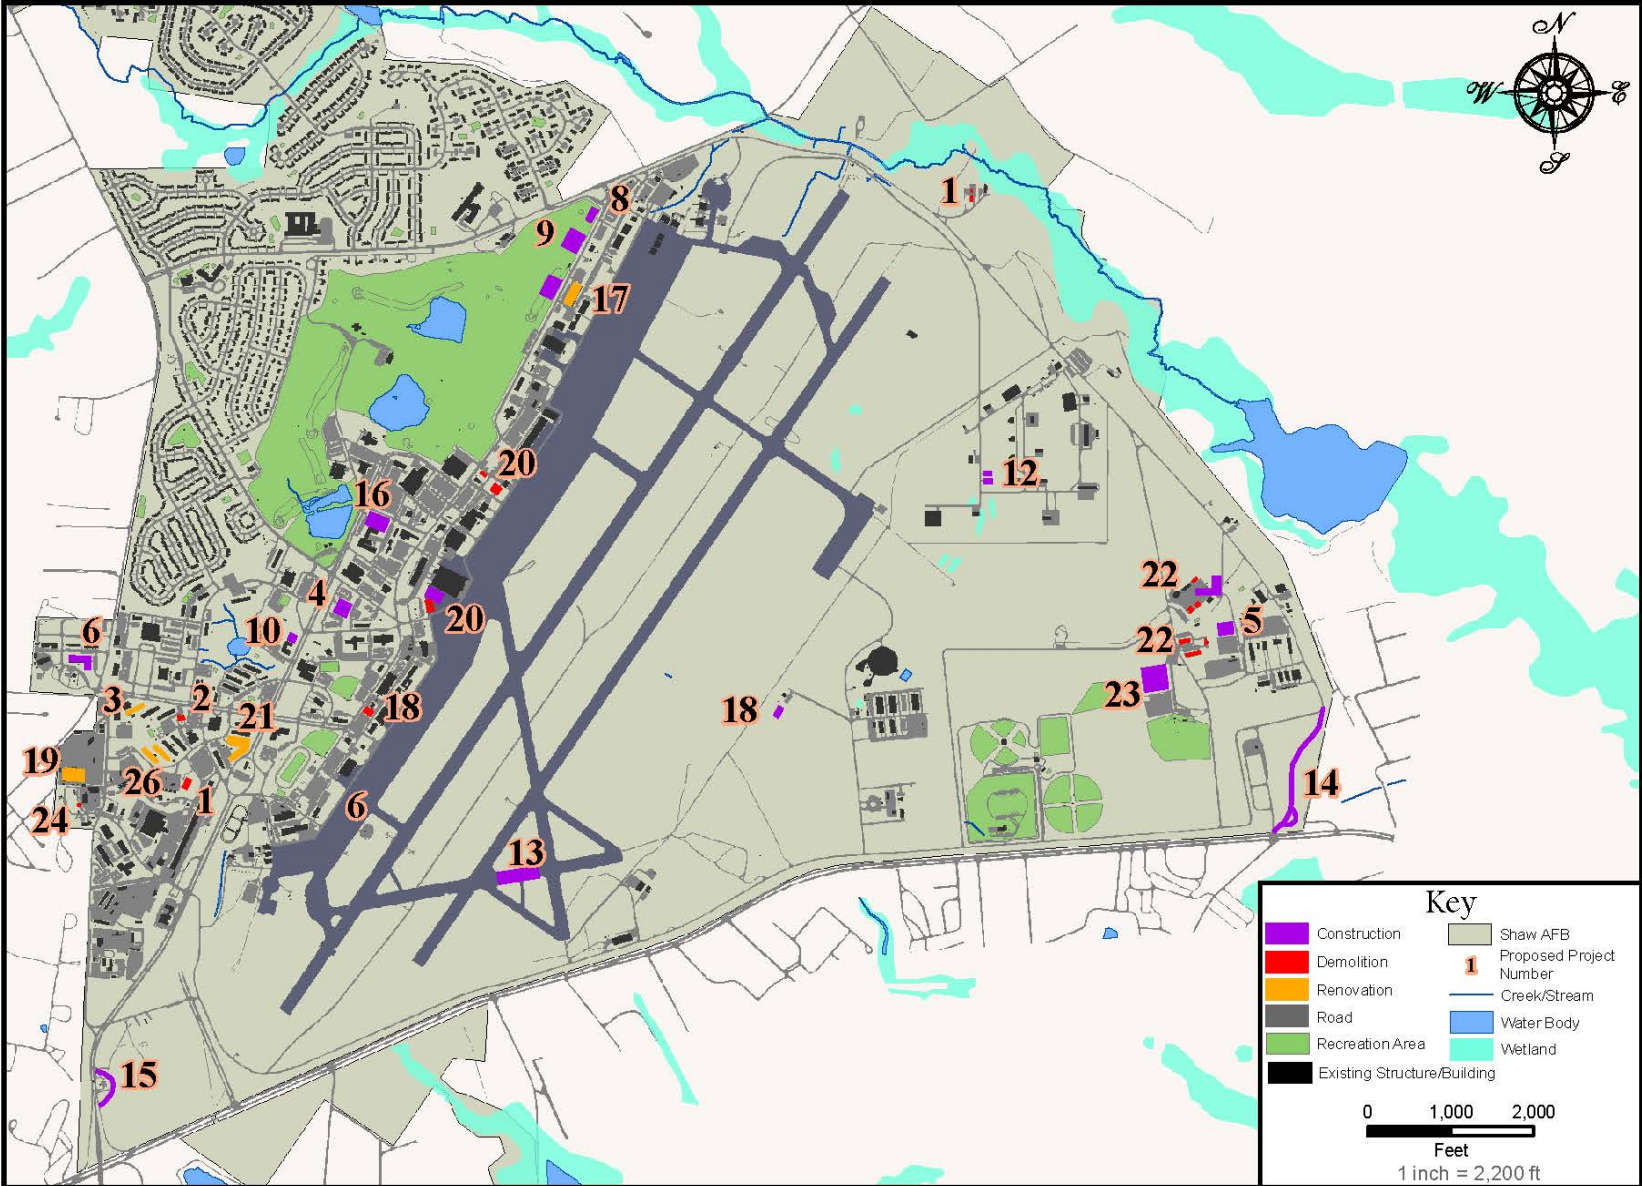 N
W
E
S
1
8
9
17
20
16
12
4
20
22
10
6
5
22
3
2
21
18
18
23
19
26
1
6
14
24
13
15
Key
Construction
Shaw AFB
Demolition
1 Proposed Project
Number
Renovation
Creek/Stream
Road
Water Body
Recreation Area
Wetland
Existing Structure/Building
0 1,000 2,000
Feet
1 inch = 2,200 ft